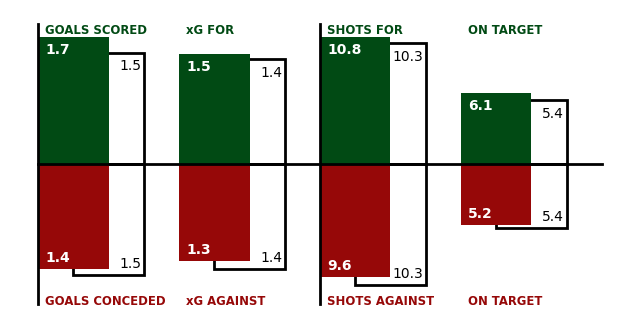 GOALS SCORED xG FOR SHOTS FOR ON TARGET
1.7 1.5 1.5 1.4 10.8 10.3 6.1 5.4
1.4 1.5 1.3 1.4 9.6 10.3 5.2 5.4
GOALS CONCEDED xG AGAINST SHOTS AGAINST ON TARGET